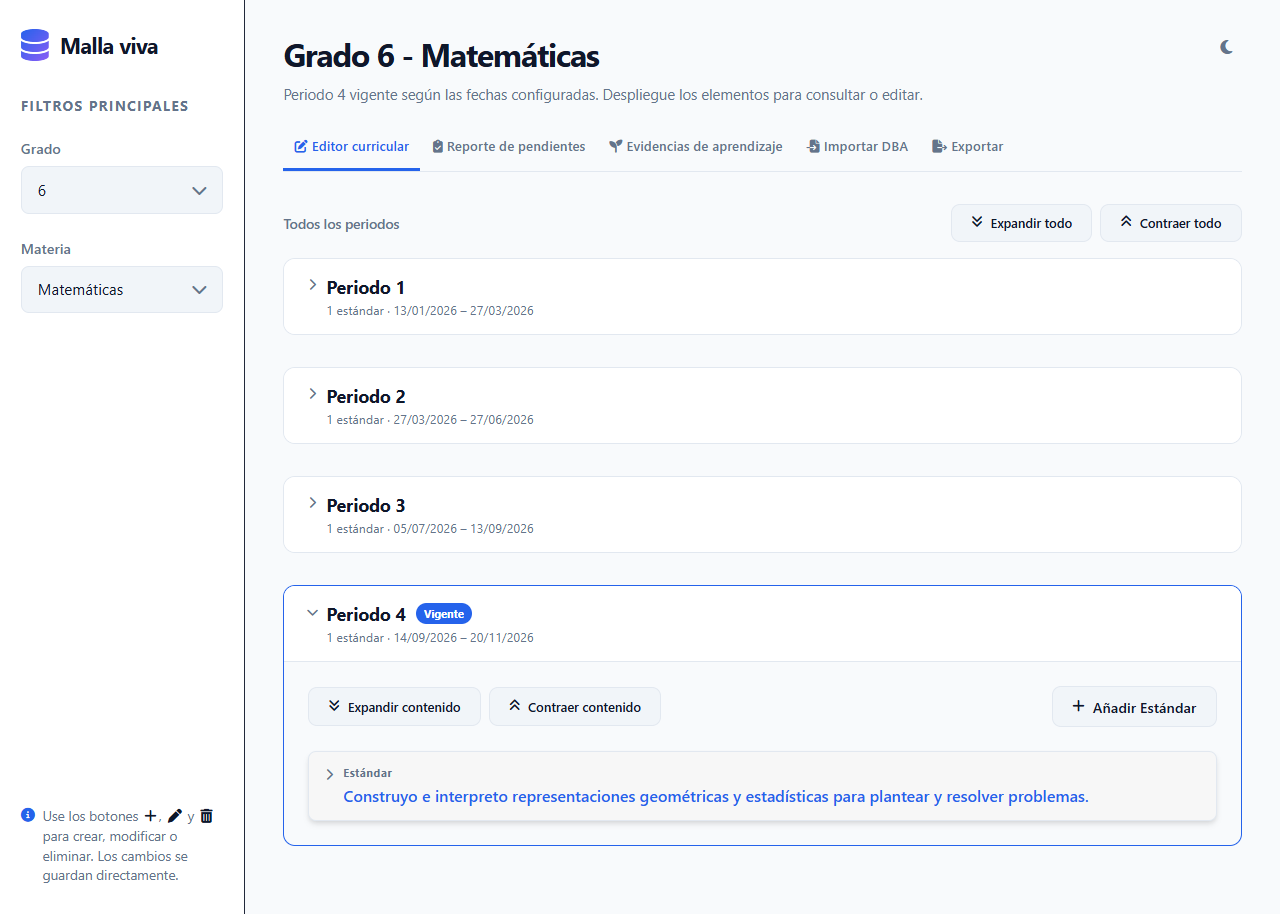 Malla viva
FILTROS PRINCIPALES
Grado
6
Materia
Matemáticas
Use los botones , y
para crear, modificar o
eliminar. Los cambios se
guardan directamente.
Grado 6 - Matemáticas
Periodo 4 vigente según las fechas configuradas. Despliegue los elementos para consultar o editar.
Editor curricular Reporte de pendientes Evidencias de aprendizaje Importar DBA Exportar
Todos los periodos Expandir todo Contraer todo
Periodo 1
1 estándar · 13/01/2026 – 27/03/2026
Periodo 2
1 estándar · 27/03/2026 – 27/06/2026
Periodo 3
1 estándar · 05/07/2026 – 13/09/2026
Periodo 4 Vigente
1 estándar · 14/09/2026 – 20/11/2026
Expandir contenido Contraer contenido Añadir Estándar
Estándar
Construyo e interpreto representaciones geométricas y estadísticas para plantear y resolver problemas.